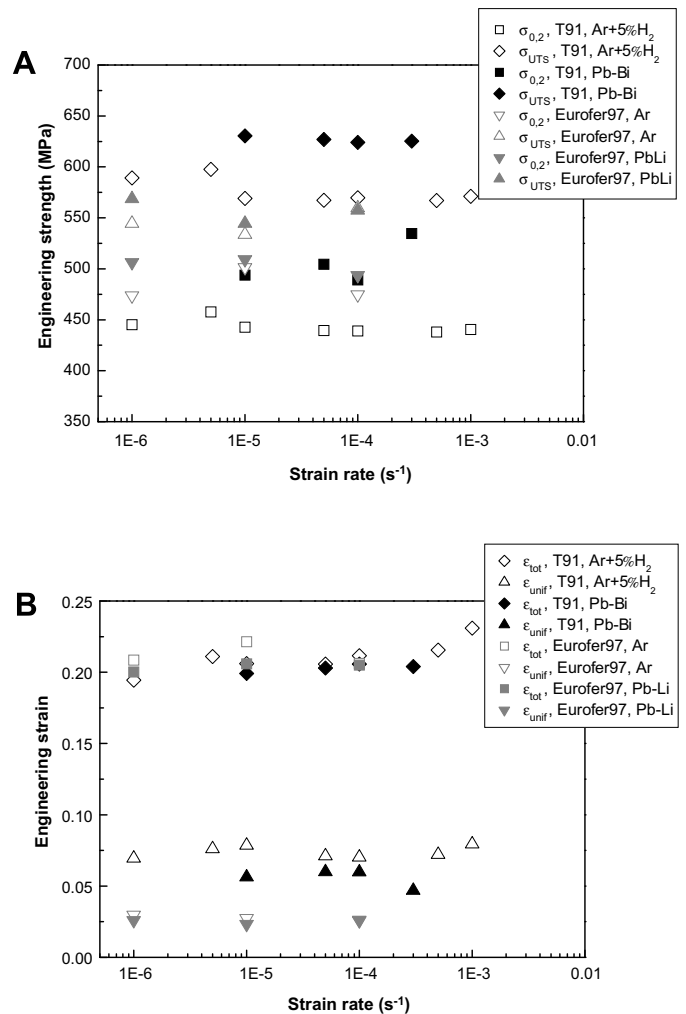 A
σ0,2, T91, Ar+5%H2
σUTS, T91, Ar+5%H2
σ0,2, T91, Pb-Bi
σUTS, T91, Pb-Bi
σ0,2, Eurofer97, Ar
σUTS, Eurofer97, Ar
σ0,2, Eurofer97, PbLi
σUTS, Eurofer97, PbLi
700
650
600
550
500
450
400
350
Engineering strength (MPa)
1E-6 1E-5 1E-4 1E-3 0.01
Strain rate (s-1)
B
εtot, T91, Ar+5%H2
εunif, T91, Ar+5%H2
εtot, T91, Pb-Bi
εunif, T91, Pb-Bi
εtot, Eurofer97, Ar
εunif, Eurofer97, Ar
εtot, Eurofer97, Pb-Li
εunif, Eurofer97, Pb-Li
0.25
0.20
0.15
0.10
0.05
0.00
Engineering strain
1E-6 1E-5 1E-4 1E-3 0.01
Strain rate (s-1)